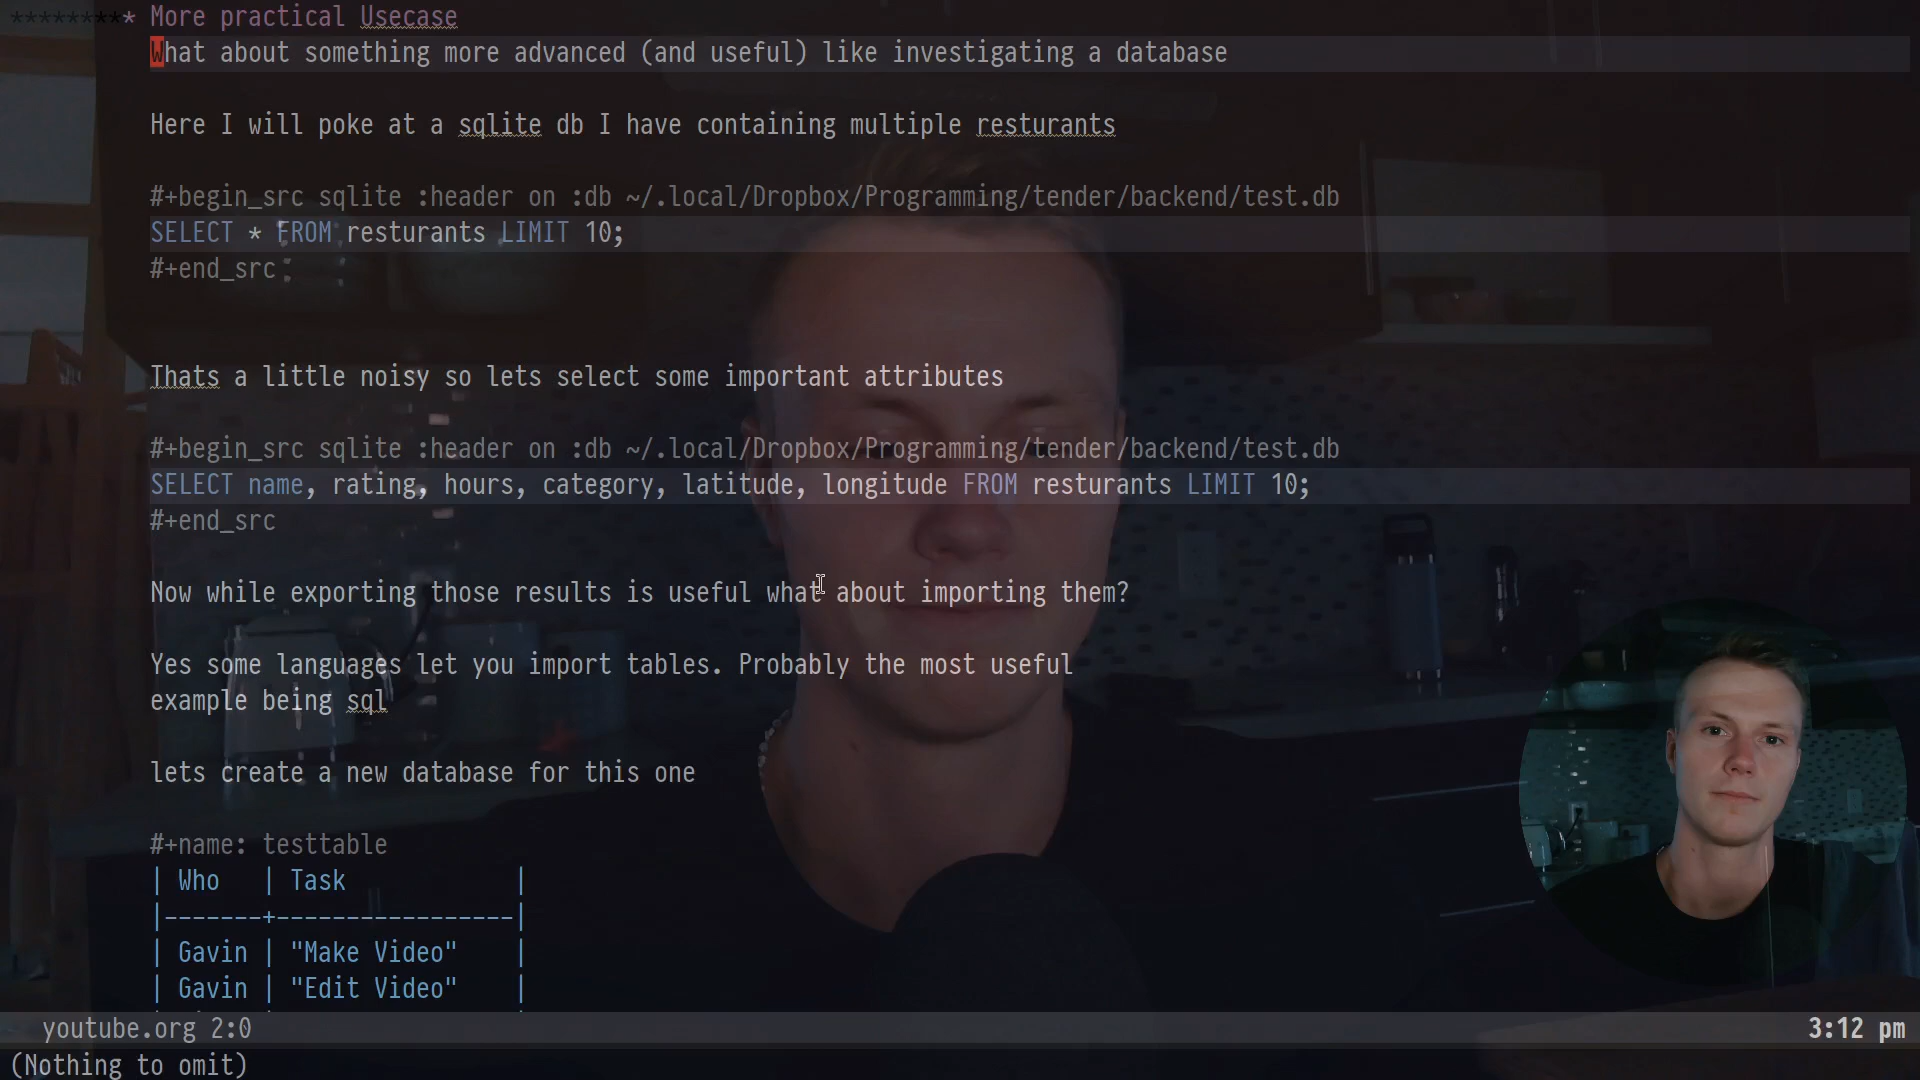 ********* More practical Usecase
What about something more advanced (and useful) like investigating a database
Here I will poke at a sqlite db I have containing multiple resturants
#+begin_src sqlite :header on :db ~/.local/Dropbox/Programming/tender/backend/test.db
SELECT * FROM resturants LIMIT 10;
#+end_src
Thats a little noisy so lets select some important attributes
#+begin_src sqlite :header on :db ~/.local/Dropbox/Programming/tender/backend/test.db
SELECT name, rating, hours, category, latitude, longitude FROM resturants LIMIT 10;
#+end_src
Now while exporting those results is useful what about importing them?
Yes some languages let you import tables. Probably the most useful
example being sql
lets create a new database for this one
#+name: testtable
| Who   | Task            |
|-------+-----------------|
| Gavin | "Make Video"    |
| Gavin | "Edit Video"    |
youtube.org 2:0
3:12 pm
(Nothing to omit)